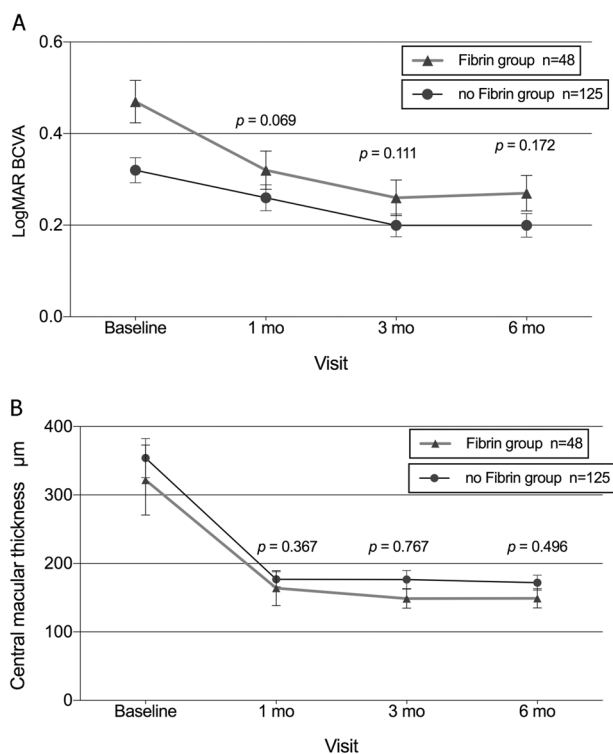 A
0.6
Fibrin group n=48
no Fibrin group n=125
0.4
p = 0.069
p = 0.111
p = 0.172
LogMAR BCVA
0.2
0.0
Baseline
1 mo
3 mo
6 mo
Visit
B
400
Fibrin group n=48
no Fibrin group n=125
300
Central macular thickness μm
200
p = 0.367
p = 0.767
p = 0.496
100
0
Baseline
1 mo
3 mo
6 mo
Visit